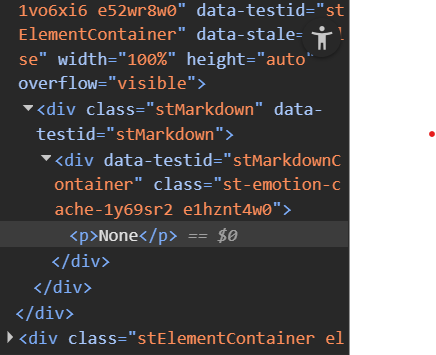 1vo6xi6 e52wr8w0" data-testid="st
ElementContainer" data-stale=
se" width="100%" height="auto"
overflow="visible">
<div class="stMarkdown" data-
testid="stMarkdown">
<div data-testid="stMarkdownC
ontainer" class="st-emotion-c
ache-1y69sr2 e1hznt4w0">
<p>None</p> == $0
</div>
</div>
</div>
<div class="stElementContainer el